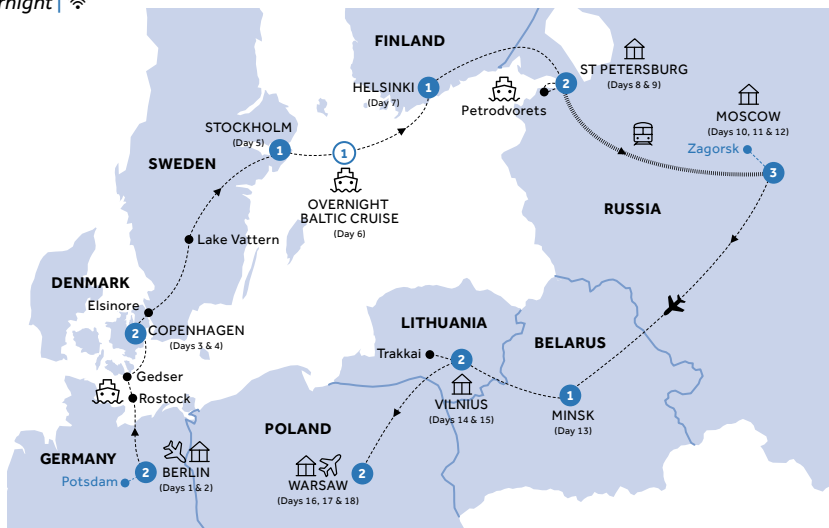 rnight |
FINLAND
ST PETERSBURG
(Days 8 & 9)
HELSINKI
(Day 7)
1
2
Petrodvorets
MOSCOW
(Days 10, 11 & 12)
Zagorsk
3
STOCKHOLM
(Day 5)
1
1
SWEDEN
OVERNIGHT
BALTIC CRUISE
(Day 6)
RUSSIA
Lake Vattern
DENMARK
Elsinore
2
COPENHAGEN
(Days 3 & 4)
LITHUANIA
BELARUS
Trakkai
2
VILNIUS
(Days 14 & 15)
1
MINSK
(Day 13)
Gedser
Rostock
POLAND
GERMANY
Potsdam
2
BERLIN
(Days 1 & 2)
WARSAW
(Days 16, 17 & 18)
2